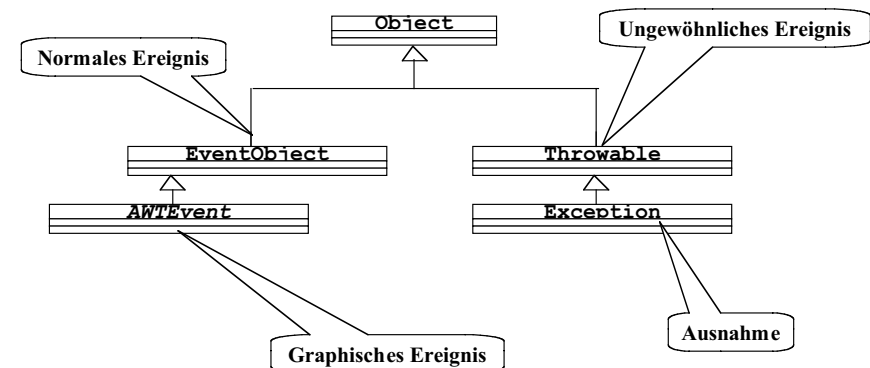 Object
Ungewöhnliches Ereignis
Normales Ereignis
EventObject
Throwable
AWTEvent
Exception
Ausnahme
Graphisches Ereignis